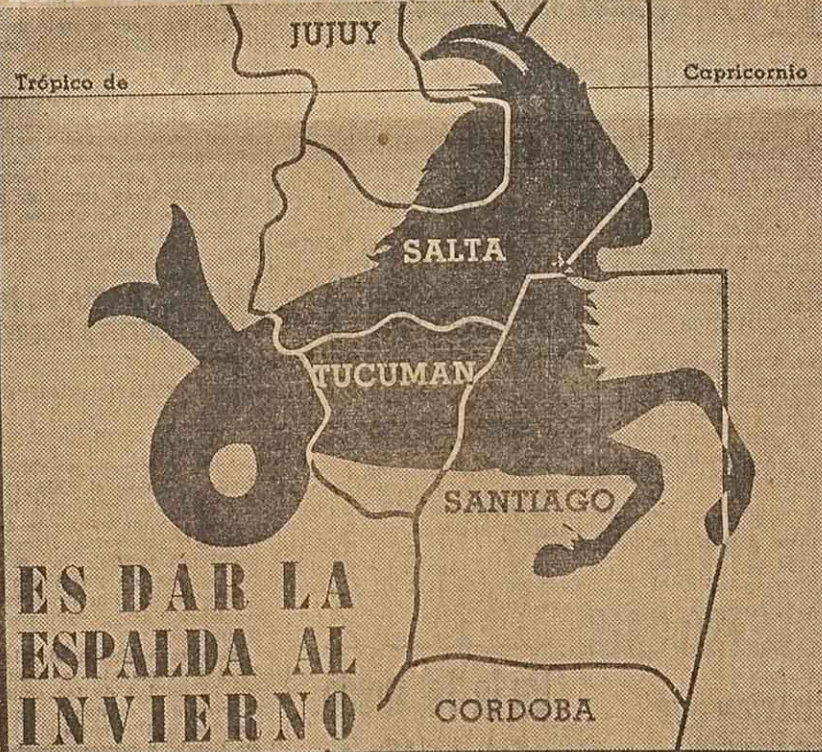 JUJUY
Trópico de Capricornio
SALTA
TUCUMAN
SANTIAGO
ES DAR LA
ESPALDA AL
INVIERNO
CORDOBA